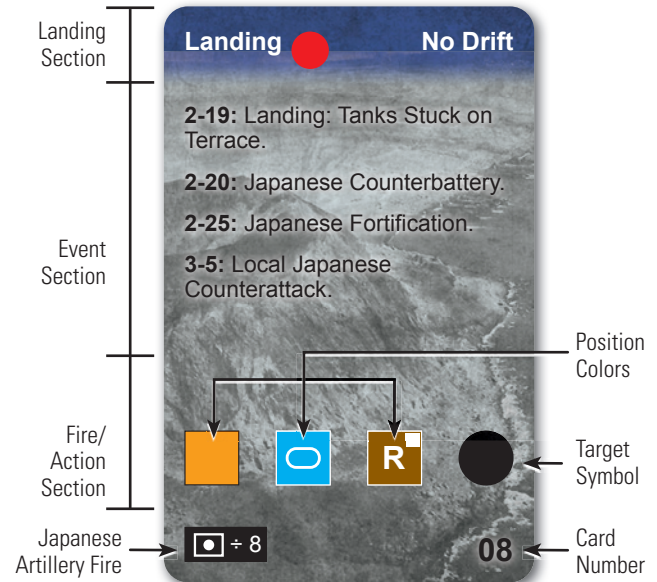 Landing
Section
Landing No Drift
2-19: Landing: Tanks Stuck on
Terrace.
2-20: Japanese Counterbattery.
2-25: Japanese Fortification.
3-5: Local Japanese
Counterattack.
Event
Section
Position
Colors
Fire/
Action
Section
R
Target
Symbol
Japanese
Artillery Fire
÷ 8
08
Card
Number